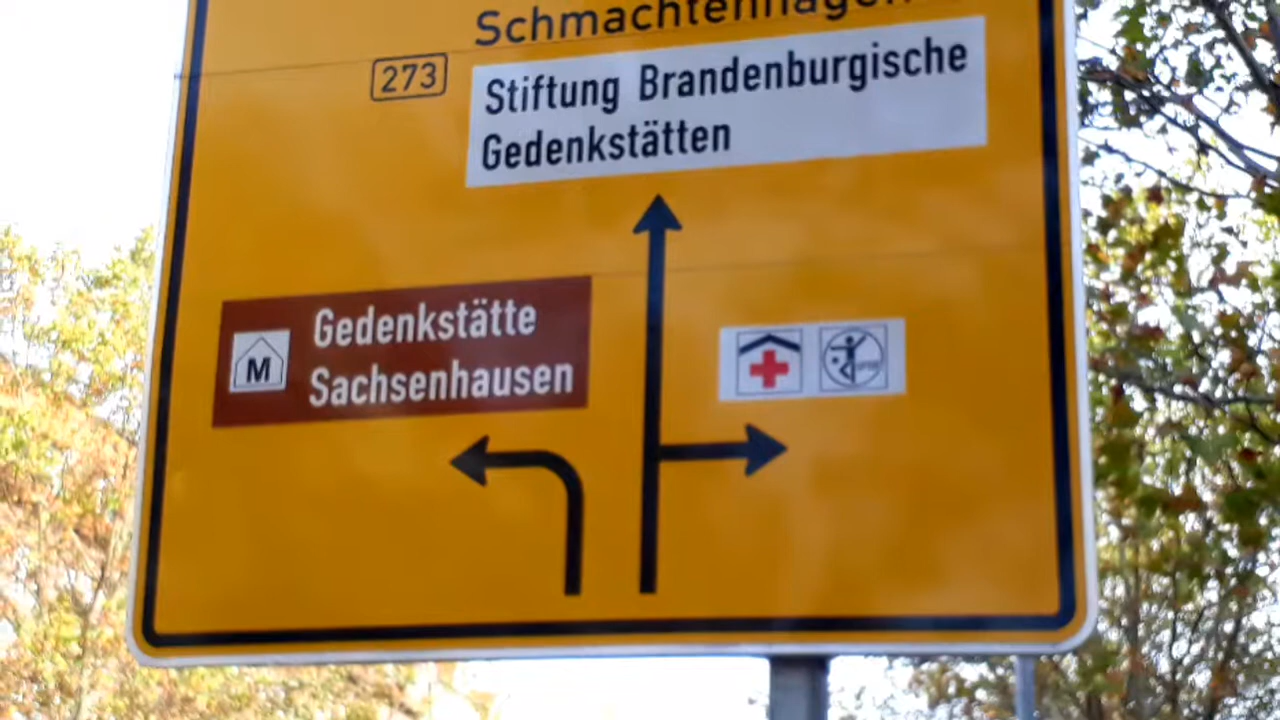 Schmachtenhagen
273
Stiftung Brandenburgische
Gedenkstätten
M
Gedenkstätte
Sachsenhausen